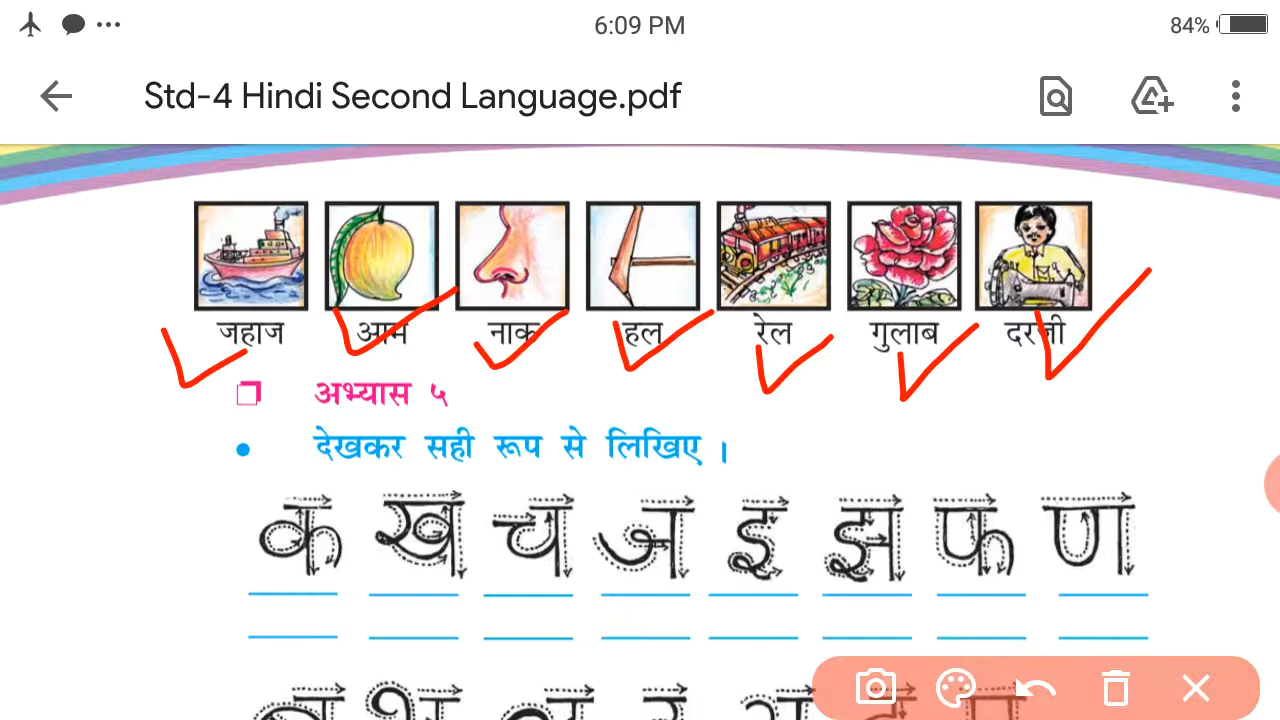 6:09 PM
84%
Std-4 Hindi Second Language.pdf
जहाज आम नाक हल रेल गुलाब दरजी
अभ्यास ५
देखकर सही रूप से लिखिए ।
क ख च ज इ झ फ ण